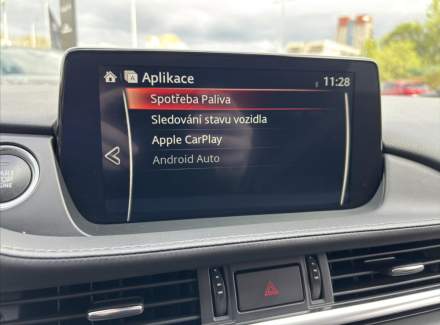 Aplikace
11:28
Spotřeba Paliva
Sledování stavu vozidla
Apple CarPlay
Android Auto